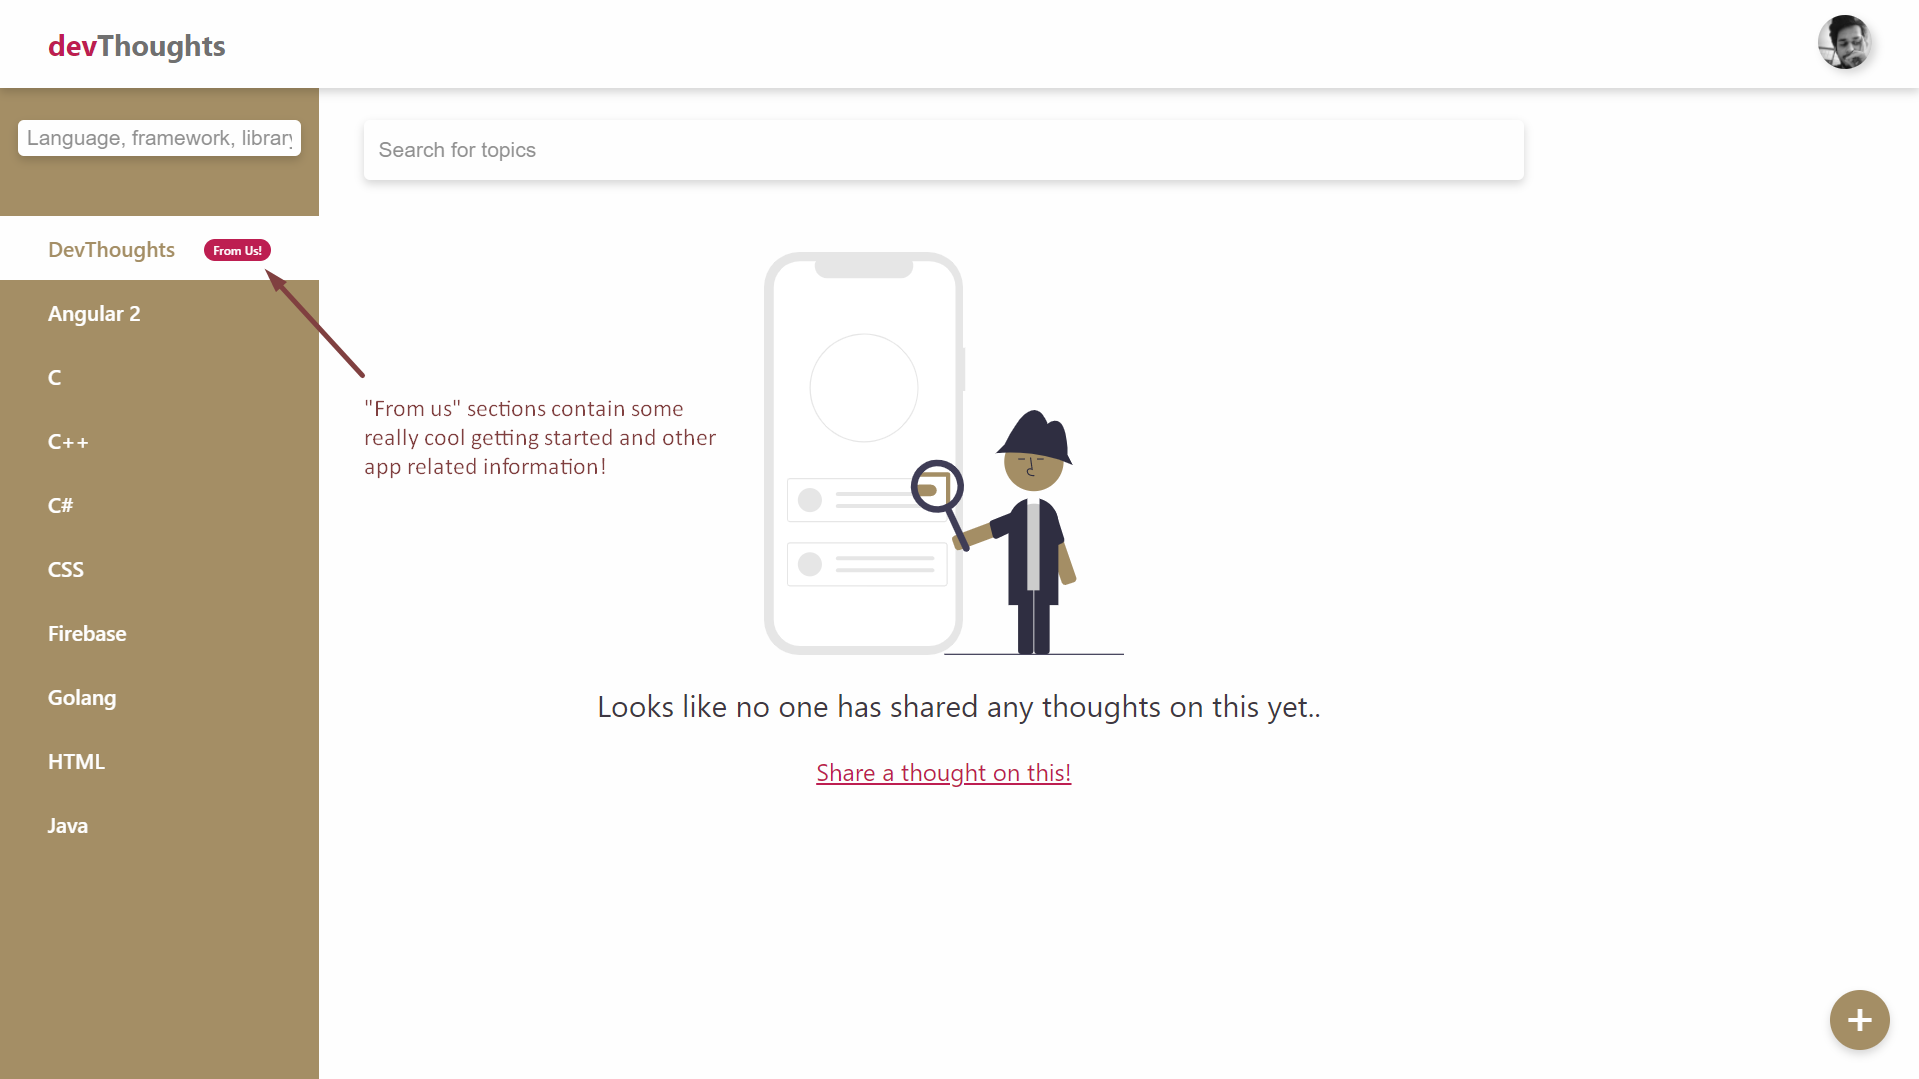 devThoughts
Language, framework, library
Search for topics
DevThoughts From Us!
Angular 2
C
"From us" sections contain some
really cool getting started and other
app related information!
C++
C#
CSS
Firebase
Golang
HTML
Java
Looks like no one has shared any thoughts on this yet..
Share a thought on this!
+